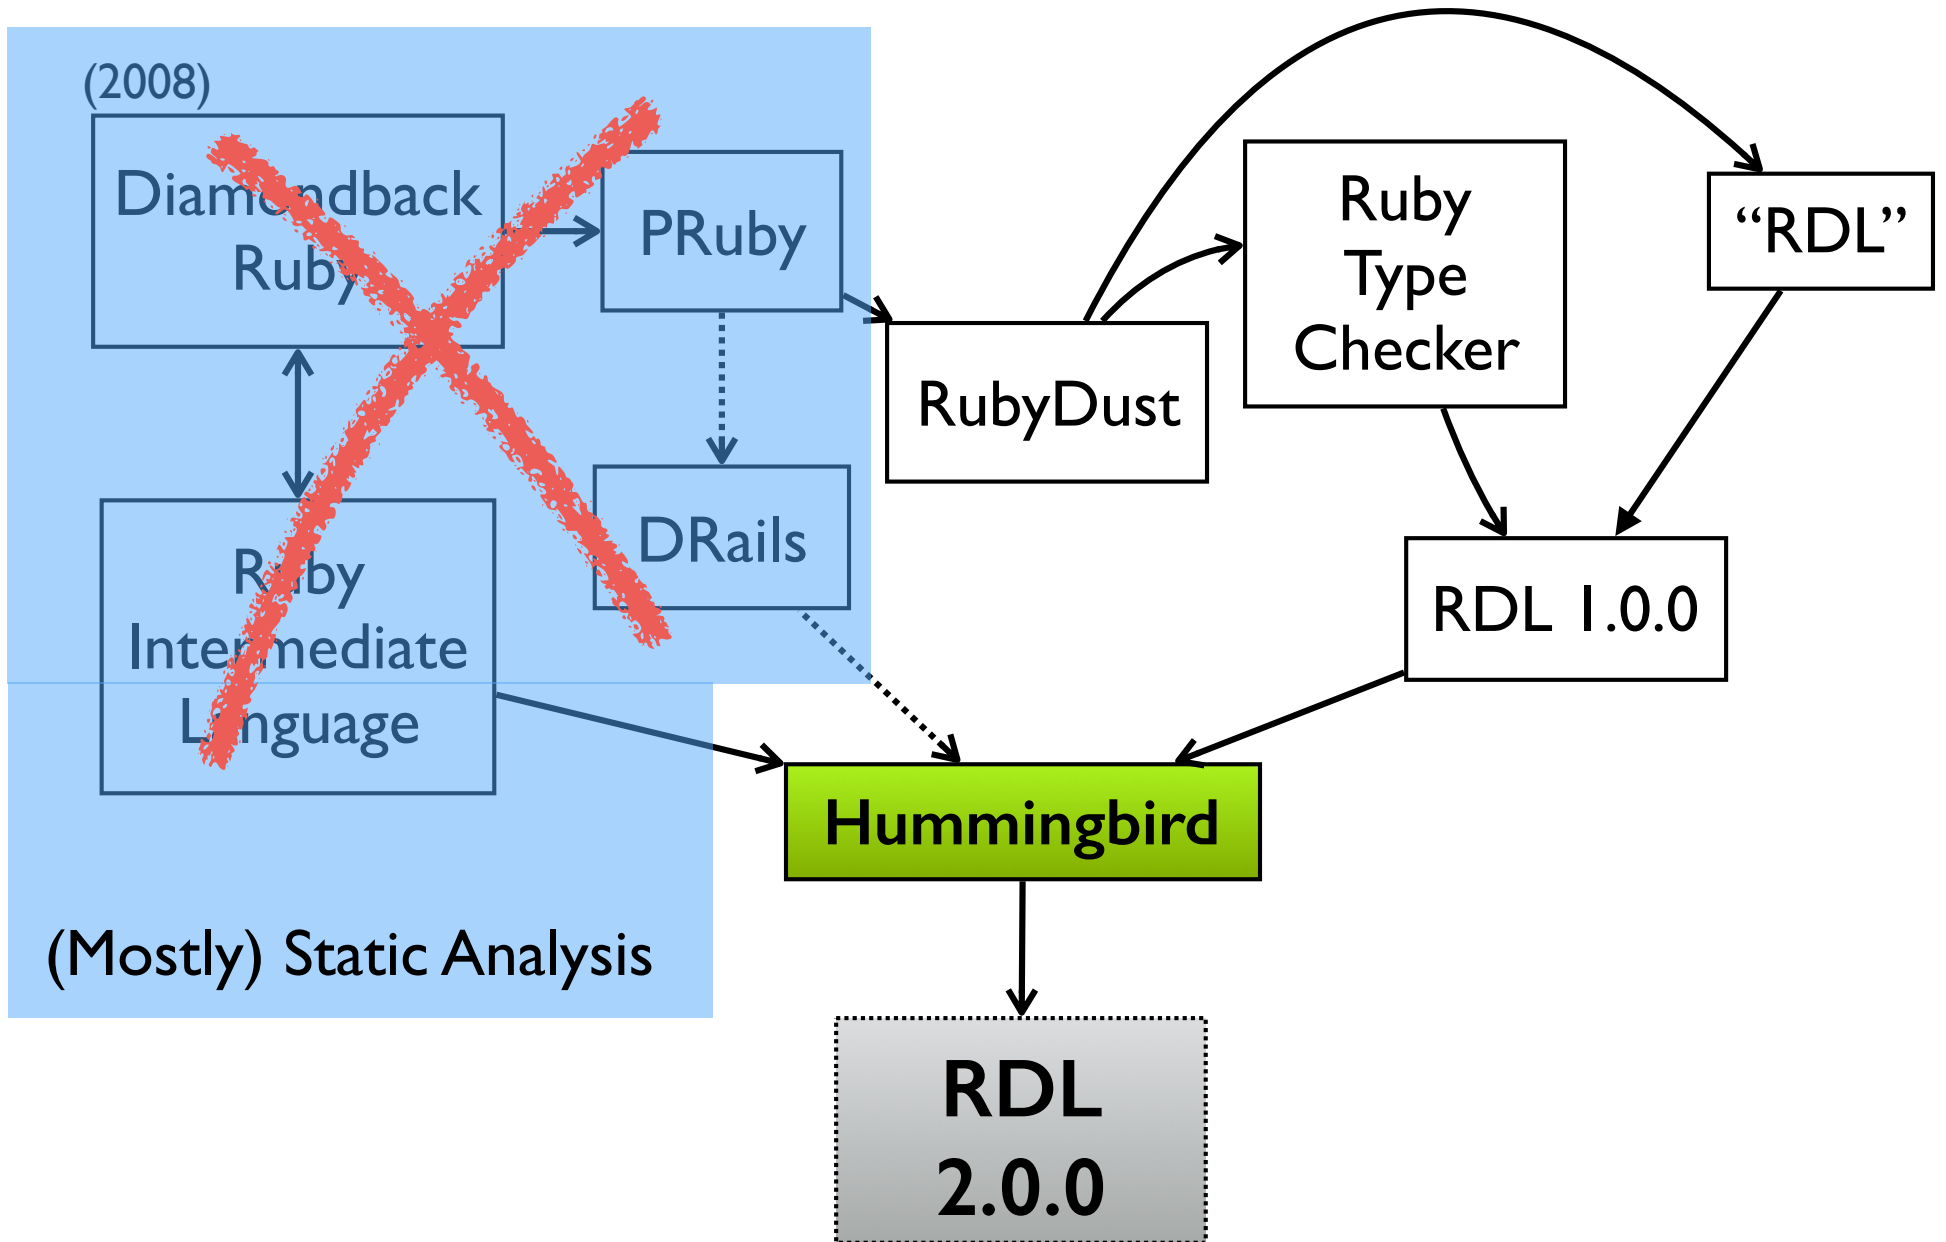 (2008)
Diamondback
Ruby
PRuby
RubyDust
Ruby
Type
Checker
“RDL”
Ruby
Intermediate
Language
DRails
RDL 1.0.0
Hummingbird
(Mostly) Static Analysis
RDL
2.0.0